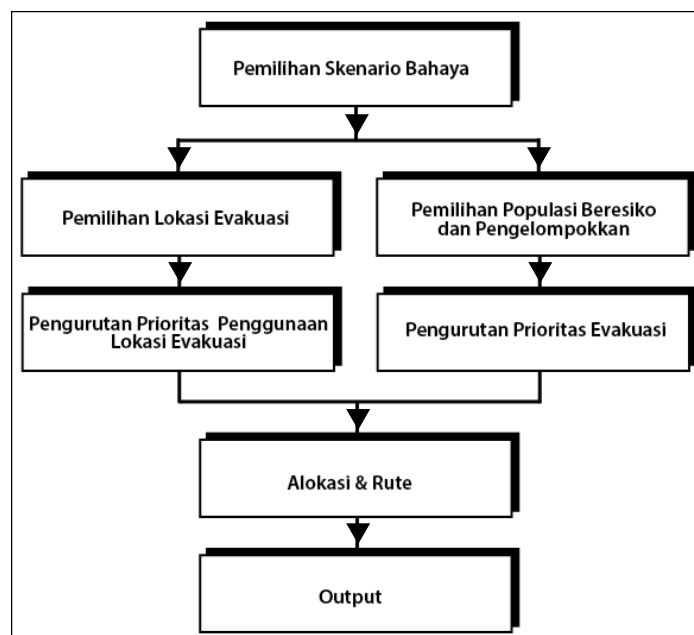 Pemilihan Skenario Bahaya
Pemilihan Lokasi Evakuasi
Pemilihan Populasi Beresiko
dan Pengelompokkan
Pengurutan Prioritas Penggunaan
Lokasi Evakuasi
Pengurutan Prioritas Evakuasi
Alokasi & Rute
Output